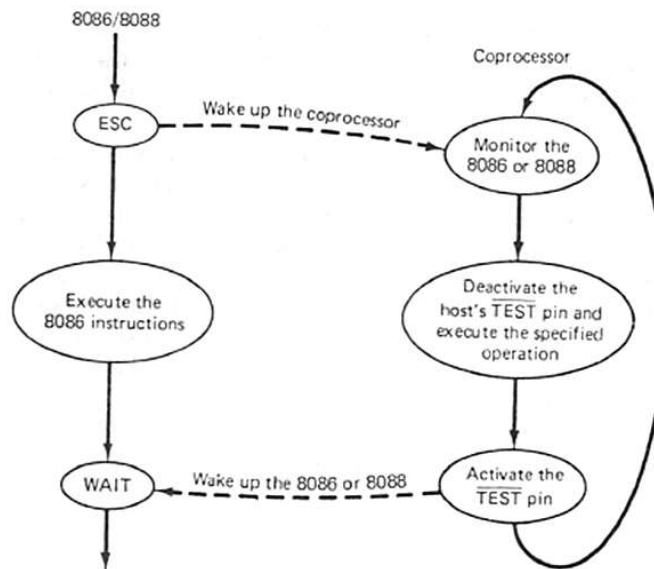 8086/8088
Coprocessor
ESC
Wake up the coprocessor
Monitor the
8086 or 8088
Execute the
8086 instructions
Deactivate the
host's TEST pin and
execute the specified
operation
WAIT
Wake up the 8086 or 8088
Activate the
TEST pin